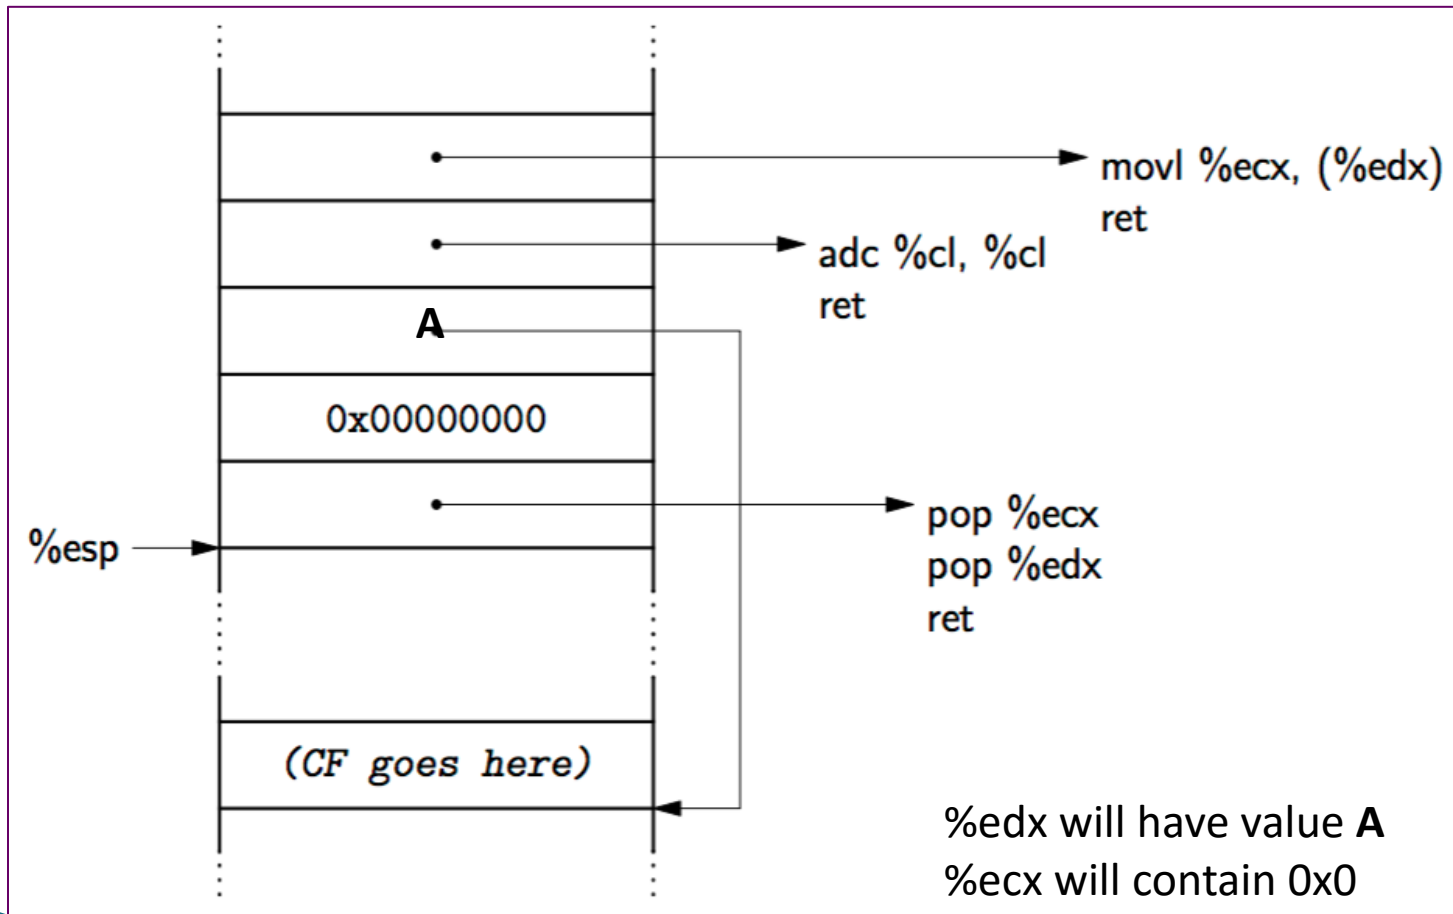 movl %ecx, (%edx)
ret
adc %cl, %cl
ret
A
0x00000000
pop %ecx
%esp
pop %edx
ret
(CF goes here)
%edx will have value A
%ecx will contain 0x0